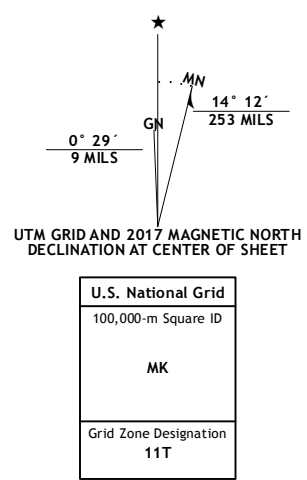 MN
GN
14° 12´
253 MILS
0° 29´
9 MILS
UTM GRID AND 2017 MAGNETIC NORTH
DECLINATION AT CENTER OF SHEET
U.S. National Grid
100,000-m Square ID
MK
Grid Zone Designation
11T